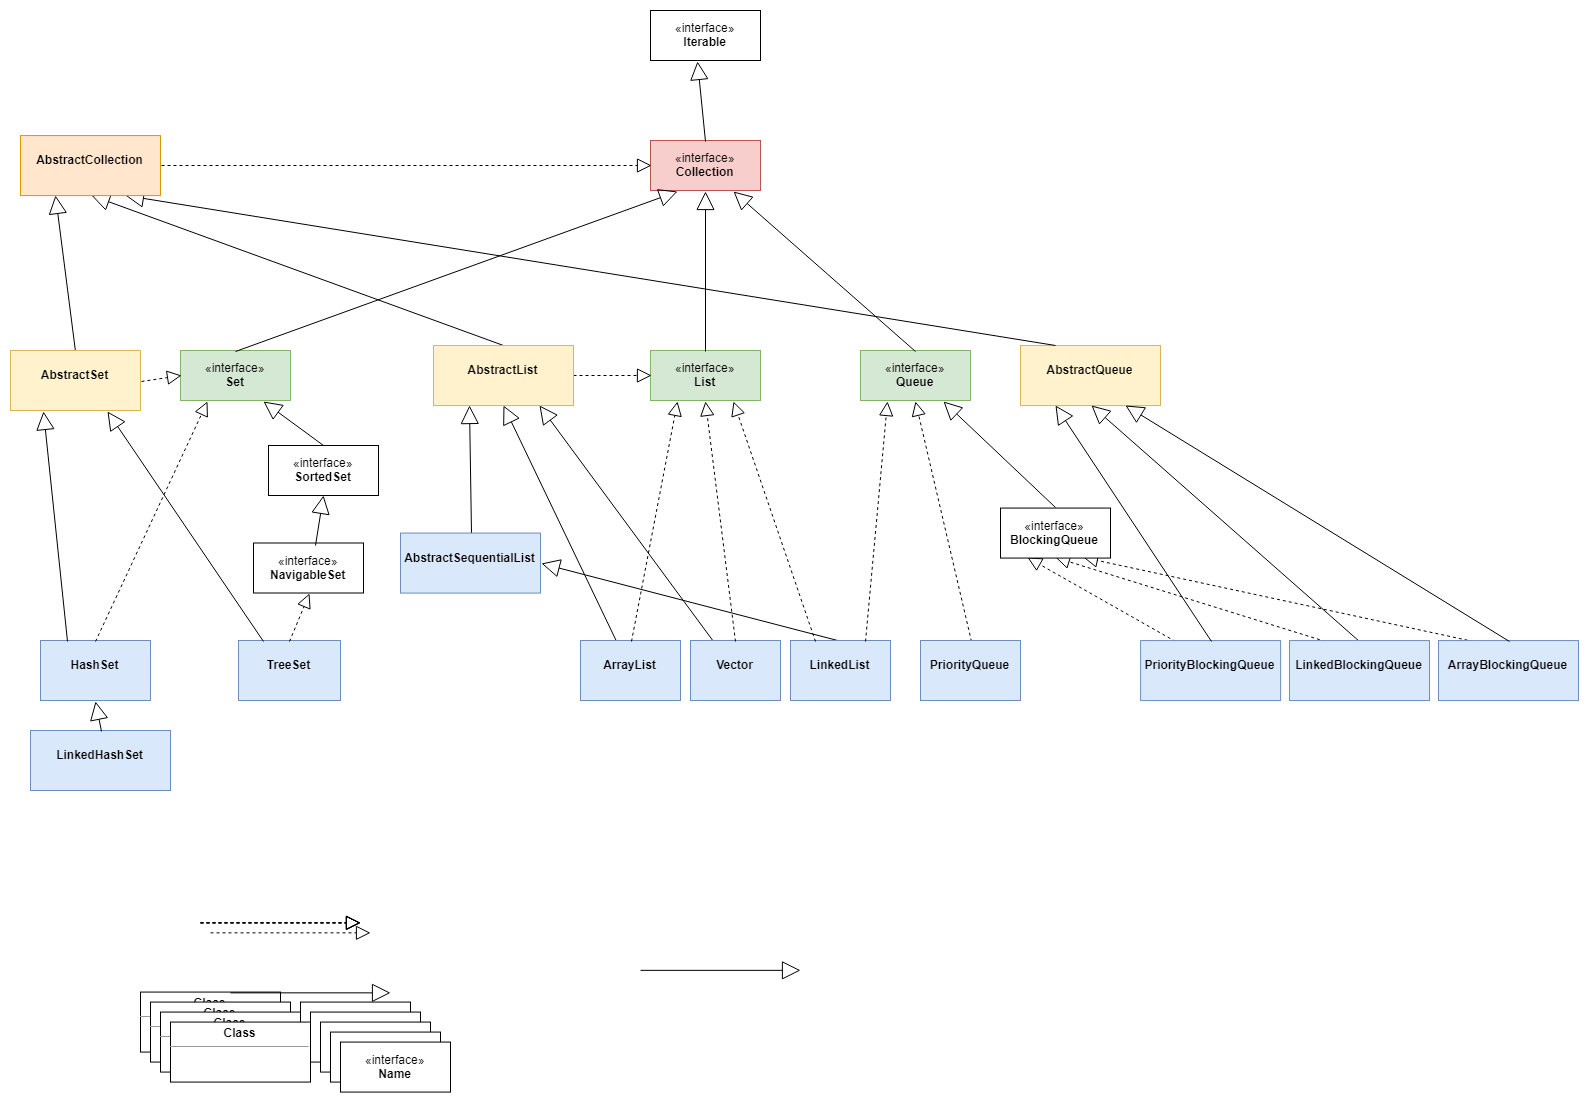 «interface»
Iterable
AbstractCollection
«interface»
Collection
AbstractSet
«interface»
Set
AbstractList
«interface»
List
«interface»
Queue
AbstractQueue
«interface»
SortedSet
«interface»
NavigableSet
AbstractSequentialList
«interface»
BlockingQueue
HashSet
TreeSet
ArrayList
Vector
LinkedList
PriorityQueue
PriorityBlockingQueue
LinkedBlockingQueue
ArrayBlockingQueue
LinkedHashSet
Class
Class
Class
Class
«interface»
Name